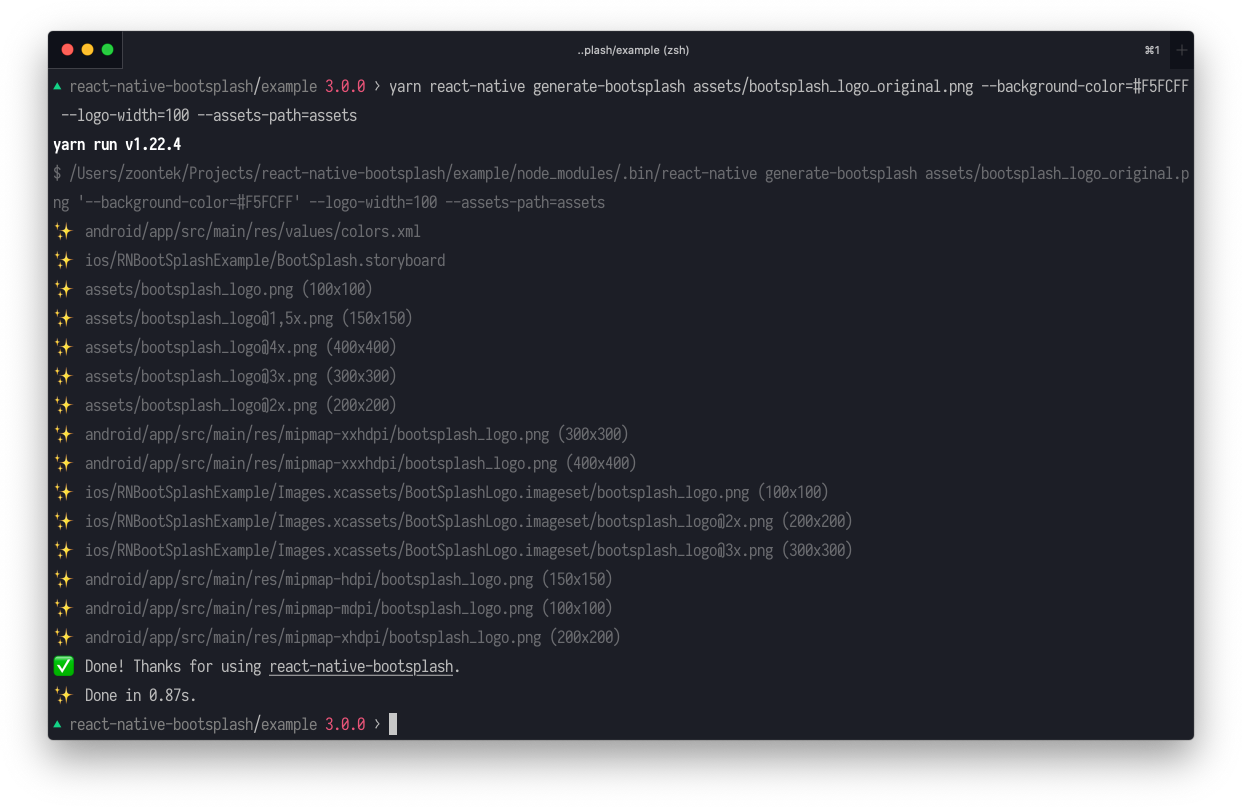 ..plash/example (zsh)
⌘1
▲ react-native-bootsplash/example 3.0.0 › yarn react-native generate-bootsplash assets/bootsplash_logo_original.png --background-color=#F5FCFF
--logo-width=100 --assets-path=assets
yarn run v1.22.4
$ /Users/zoontek/Projects/react-native-bootsplash/example/node_modules/.bin/react-native generate-bootsplash assets/bootsplash_logo_original.p
ng '--background-color=#F5FCFF' --logo-width=100 --assets-path=assets
✨ android/app/src/main/res/values/colors.xml
✨ ios/RNBootSplashExample/BootSplash.storyboard
✨ assets/bootsplash_logo.png (100x100)
✨ assets/bootsplash_logo@1,5x.png (150x150)
✨ assets/bootsplash_logo@4x.png (400x400)
✨ assets/bootsplash_logo@3x.png (300x300)
✨ assets/bootsplash_logo@2x.png (200x200)
✨ android/app/src/main/res/mipmap-xxhdpi/bootsplash_logo.png (300x300)
✨ android/app/src/main/res/mipmap-xxxhdpi/bootsplash_logo.png (400x400)
✨ ios/RNBootSplashExample/Images.xcassets/BootSplashLogo.imageset/bootsplash_logo.png (100x100)
✨ ios/RNBootSplashExample/Images.xcassets/BootSplashLogo.imageset/bootsplash_logo@2x.png (200x200)
✨ ios/RNBootSplashExample/Images.xcassets/BootSplashLogo.imageset/bootsplash_logo@3x.png (300x300)
✨ android/app/src/main/res/mipmap-hdpi/bootsplash_logo.png (150x150)
✨ android/app/src/main/res/mipmap-mdpi/bootsplash_logo.png (100x100)
✨ android/app/src/main/res/mipmap-xhdpi/bootsplash_logo.png (200x200)
✅ Done! Thanks for using react-native-bootsplash.
✨ Done in 0.87s.
▲ react-native-bootsplash/example 3.0.0 ›